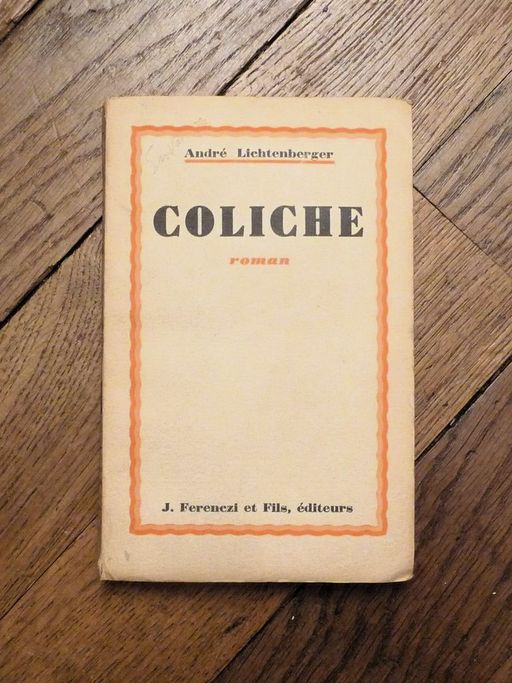 André Lichtenberger
COLICHE
roman
J. Ferenczi et Fils, éditeurs